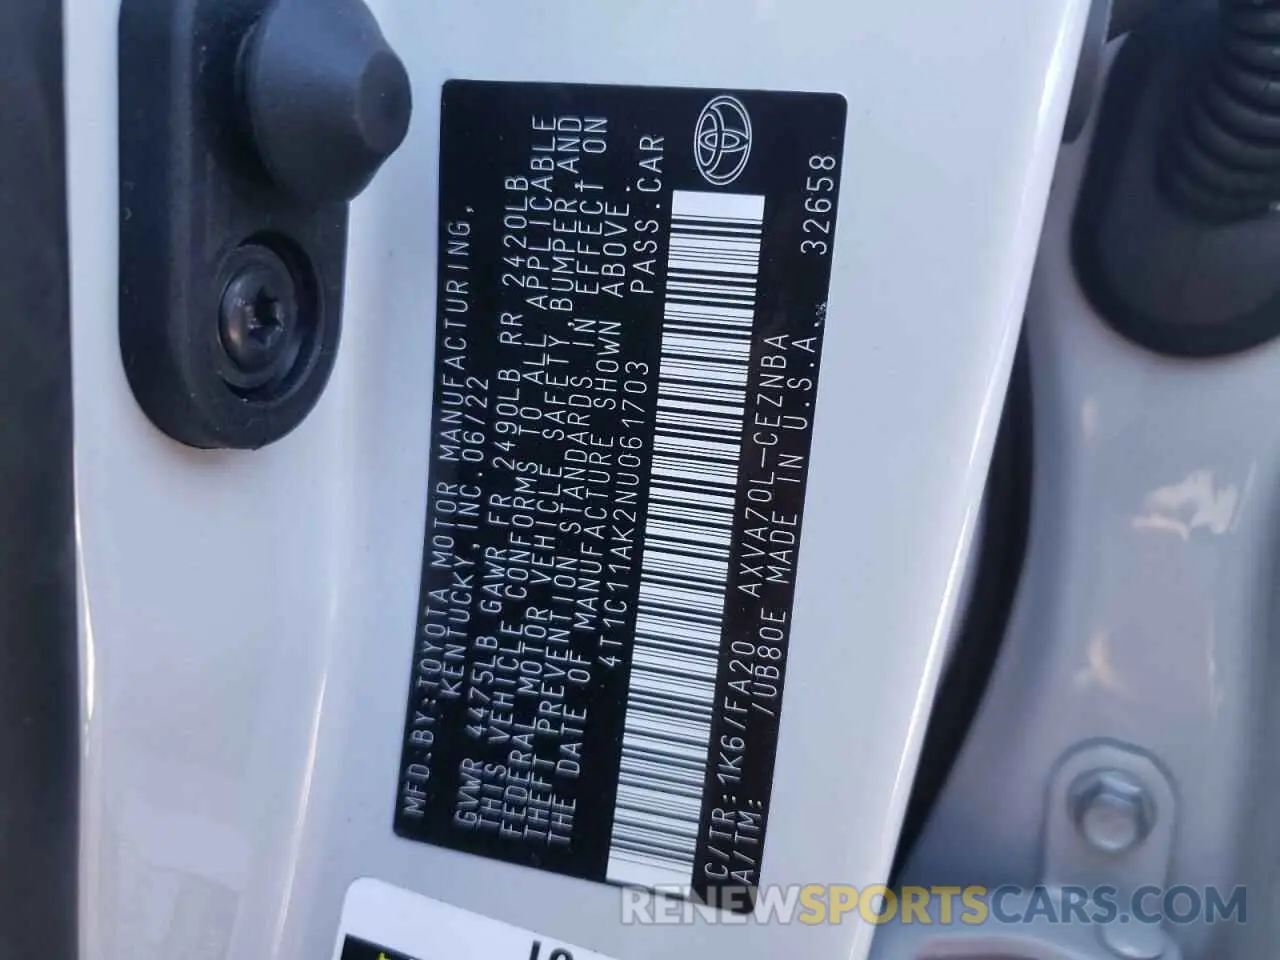 MFD.BY:TOYOTA MOTOR MANUFACTURING,
KENTUCKY, INC. 06/22
GVWR 4475LB GAWR FR 2490LB RR 2420LB
THIS VEHICLE CONFORMS TO ALL APPLICABLE
FEDERAL MOTOR VEHICLE SAFETY, BUMPER, AND
THEFT PREVENTION STANDARDS IN EFFECT ON
THE DATE OF MANUFACTURE SHOWN ABOVE.
4T1C11AK2NU061703 PASS.CAR
C/TR:1K6/FA20 AXVA70L-CEZNBA
A/TM: /UB80E MADE IN U.S.A. 32658
RENEWSPORTSCARS.COM